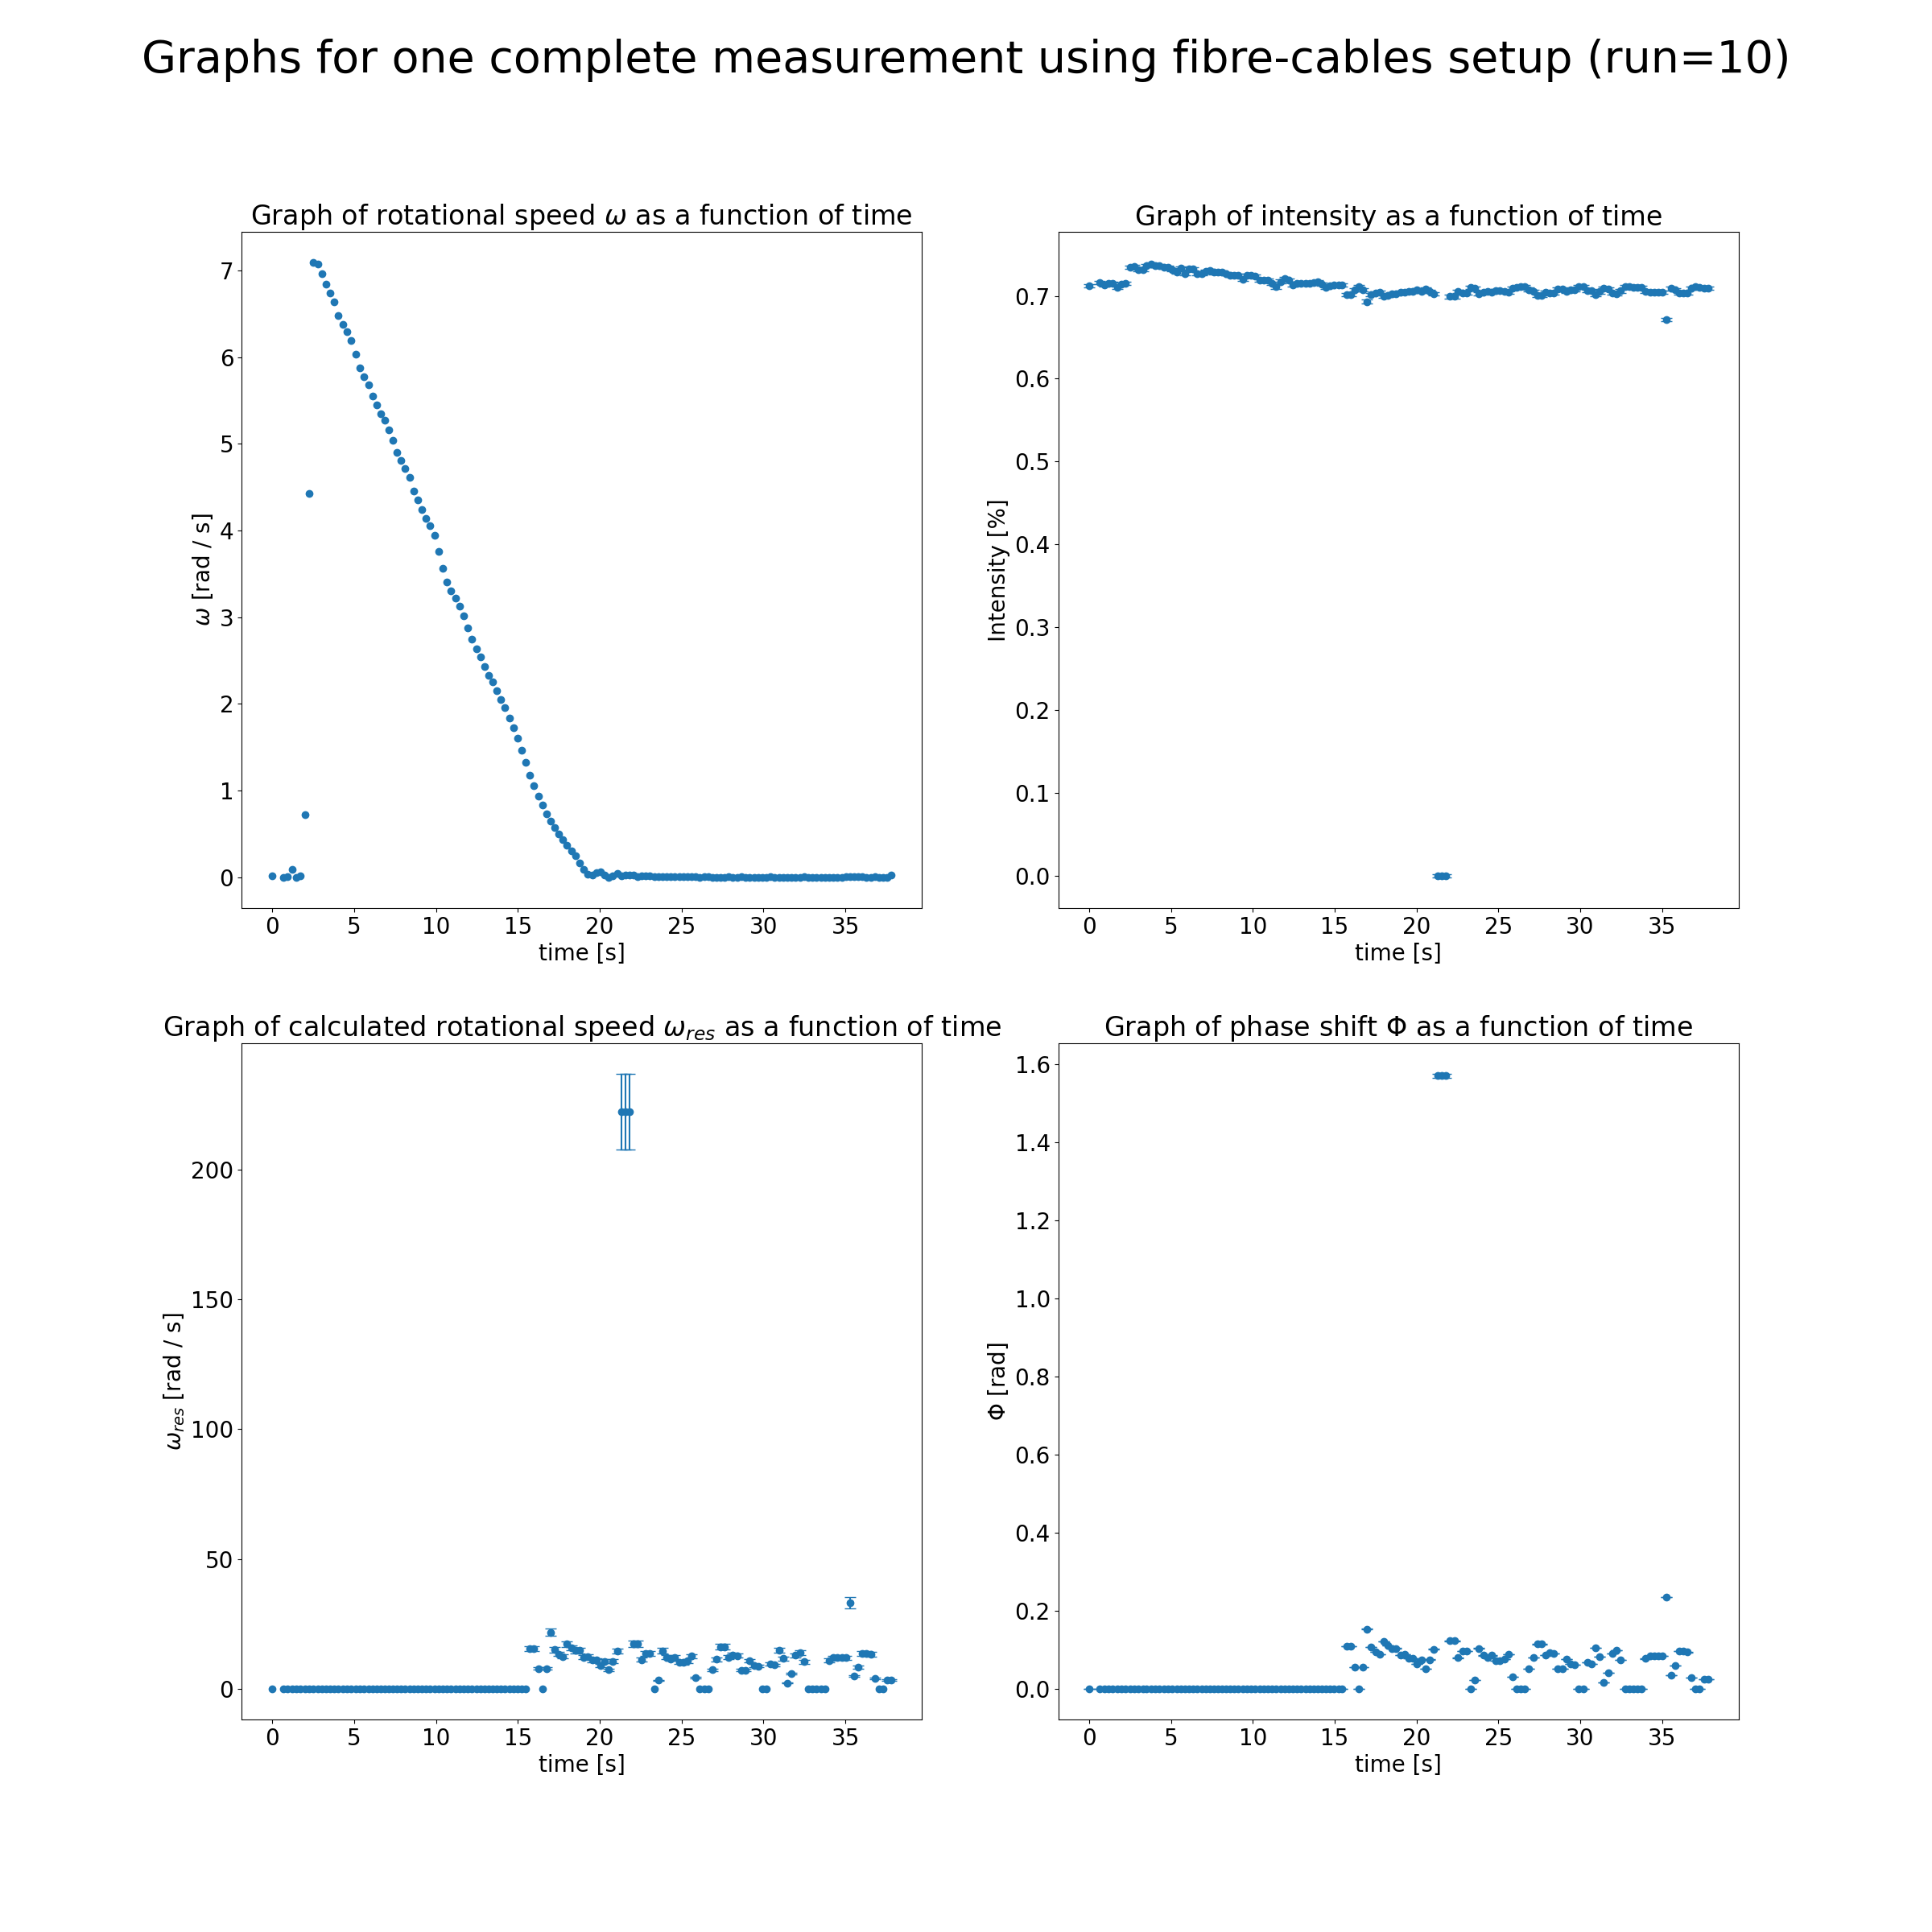 Graphs for one complete measurement using fibre-cables setup (run=10)
Graph of rotational speed ω as a function of time
7
6
5
4
3
2
1
0
ω [rad / s]
0 5 10 15 20 25 30 35
time [s]
Graph of intensity as a function of time
0.7
0.6
0.5
0.4
0.3
0.2
0.1
0.0
Intensity [%]
0 5 10 15 20 25 30 35
time [s]
Graph of calculated rotational speed ω_res as a function of time
200
150
100
50
0
ω_res [rad / s]
0 5 10 15 20 25 30 35
time [s]
Graph of phase shift Φ as a function of time
1.6
1.4
1.2
1.0
0.8
0.6
0.4
0.2
0.0
Φ [rad]
0 5 10 15 20 25 30 35
time [s]